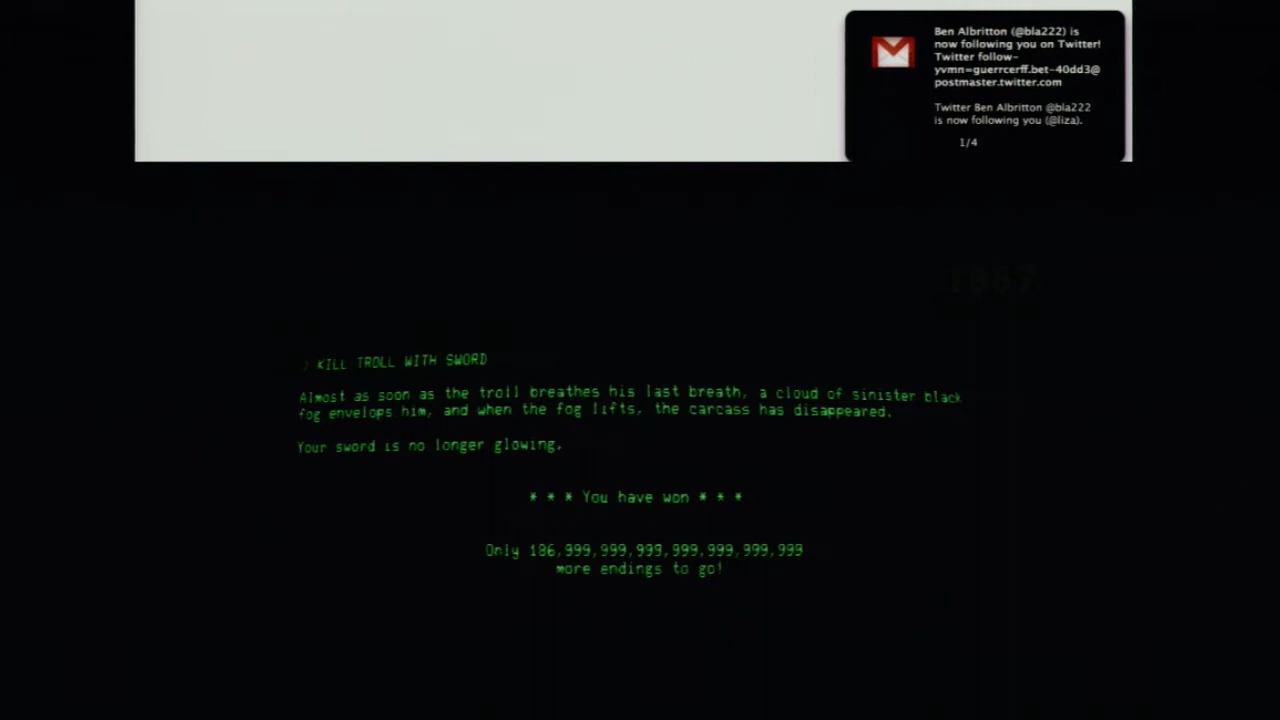 Ben Albritton (@bla222) is
now following you on Twitter!
Twitter follow-
yvmn=guerrcerff.bet-40dd3@
postmaster.twitter.com
Twitter Ben Albritton @bla222
is now following you (@liza).
1/4
> KILL TROLL WITH SWORD
Almost as soon as the troll breathes his last breath, a cloud of sinister black
fog envelops him, and when the fog lifts, the carcass has disappeared.
Your sword is no longer glowing.
* * * You have won * * *
Only 186,999,999,999,999,999,999,999
more endings to go!